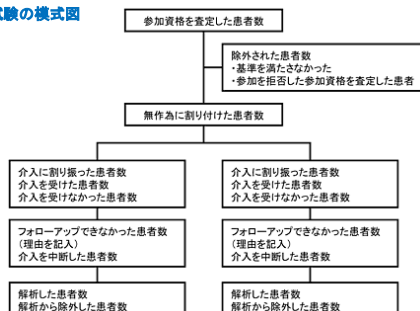 試験の模式図
参加資格を査定した患者数
除外された患者数
・基準を満たさなかった
・参加を拒否した参加資格を査定した患者
無作為に割り付けた患者数
介入に割り振った患者数
介入を受けた患者数
介入を受けなかった患者数
介入に割り振った患者数
介入を受けた患者数
介入を受けなかった患者数
フォローアップできなかった患者数
(理由を記入)
介入を中断した患者数
フォローアップできなかった患者数
(理由を記入)
介入を中断した患者数
解析した患者数
解析から除外した患者数
解析した患者数
解析から除外した患者数